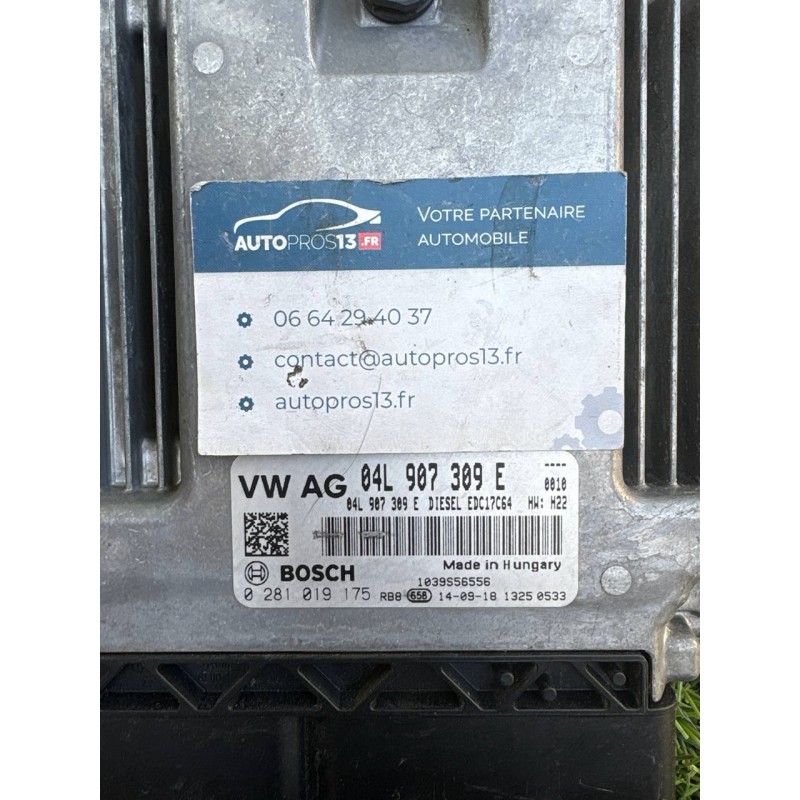 AUTOPROS13.FR
VOTRE PARTENAIRE
AUTOMOBILE
06 64 29 40 37
contact@autopros13.fr
autopros13.fr
VW AG 04L 907 309 E ----
0010
04L 907 309 E DIESEL EDC17C64 HW: H22
Made in Hungary
BOSCH 1039S56556
0 281 019 175 RB8 65B 14-09-18 1325 0533